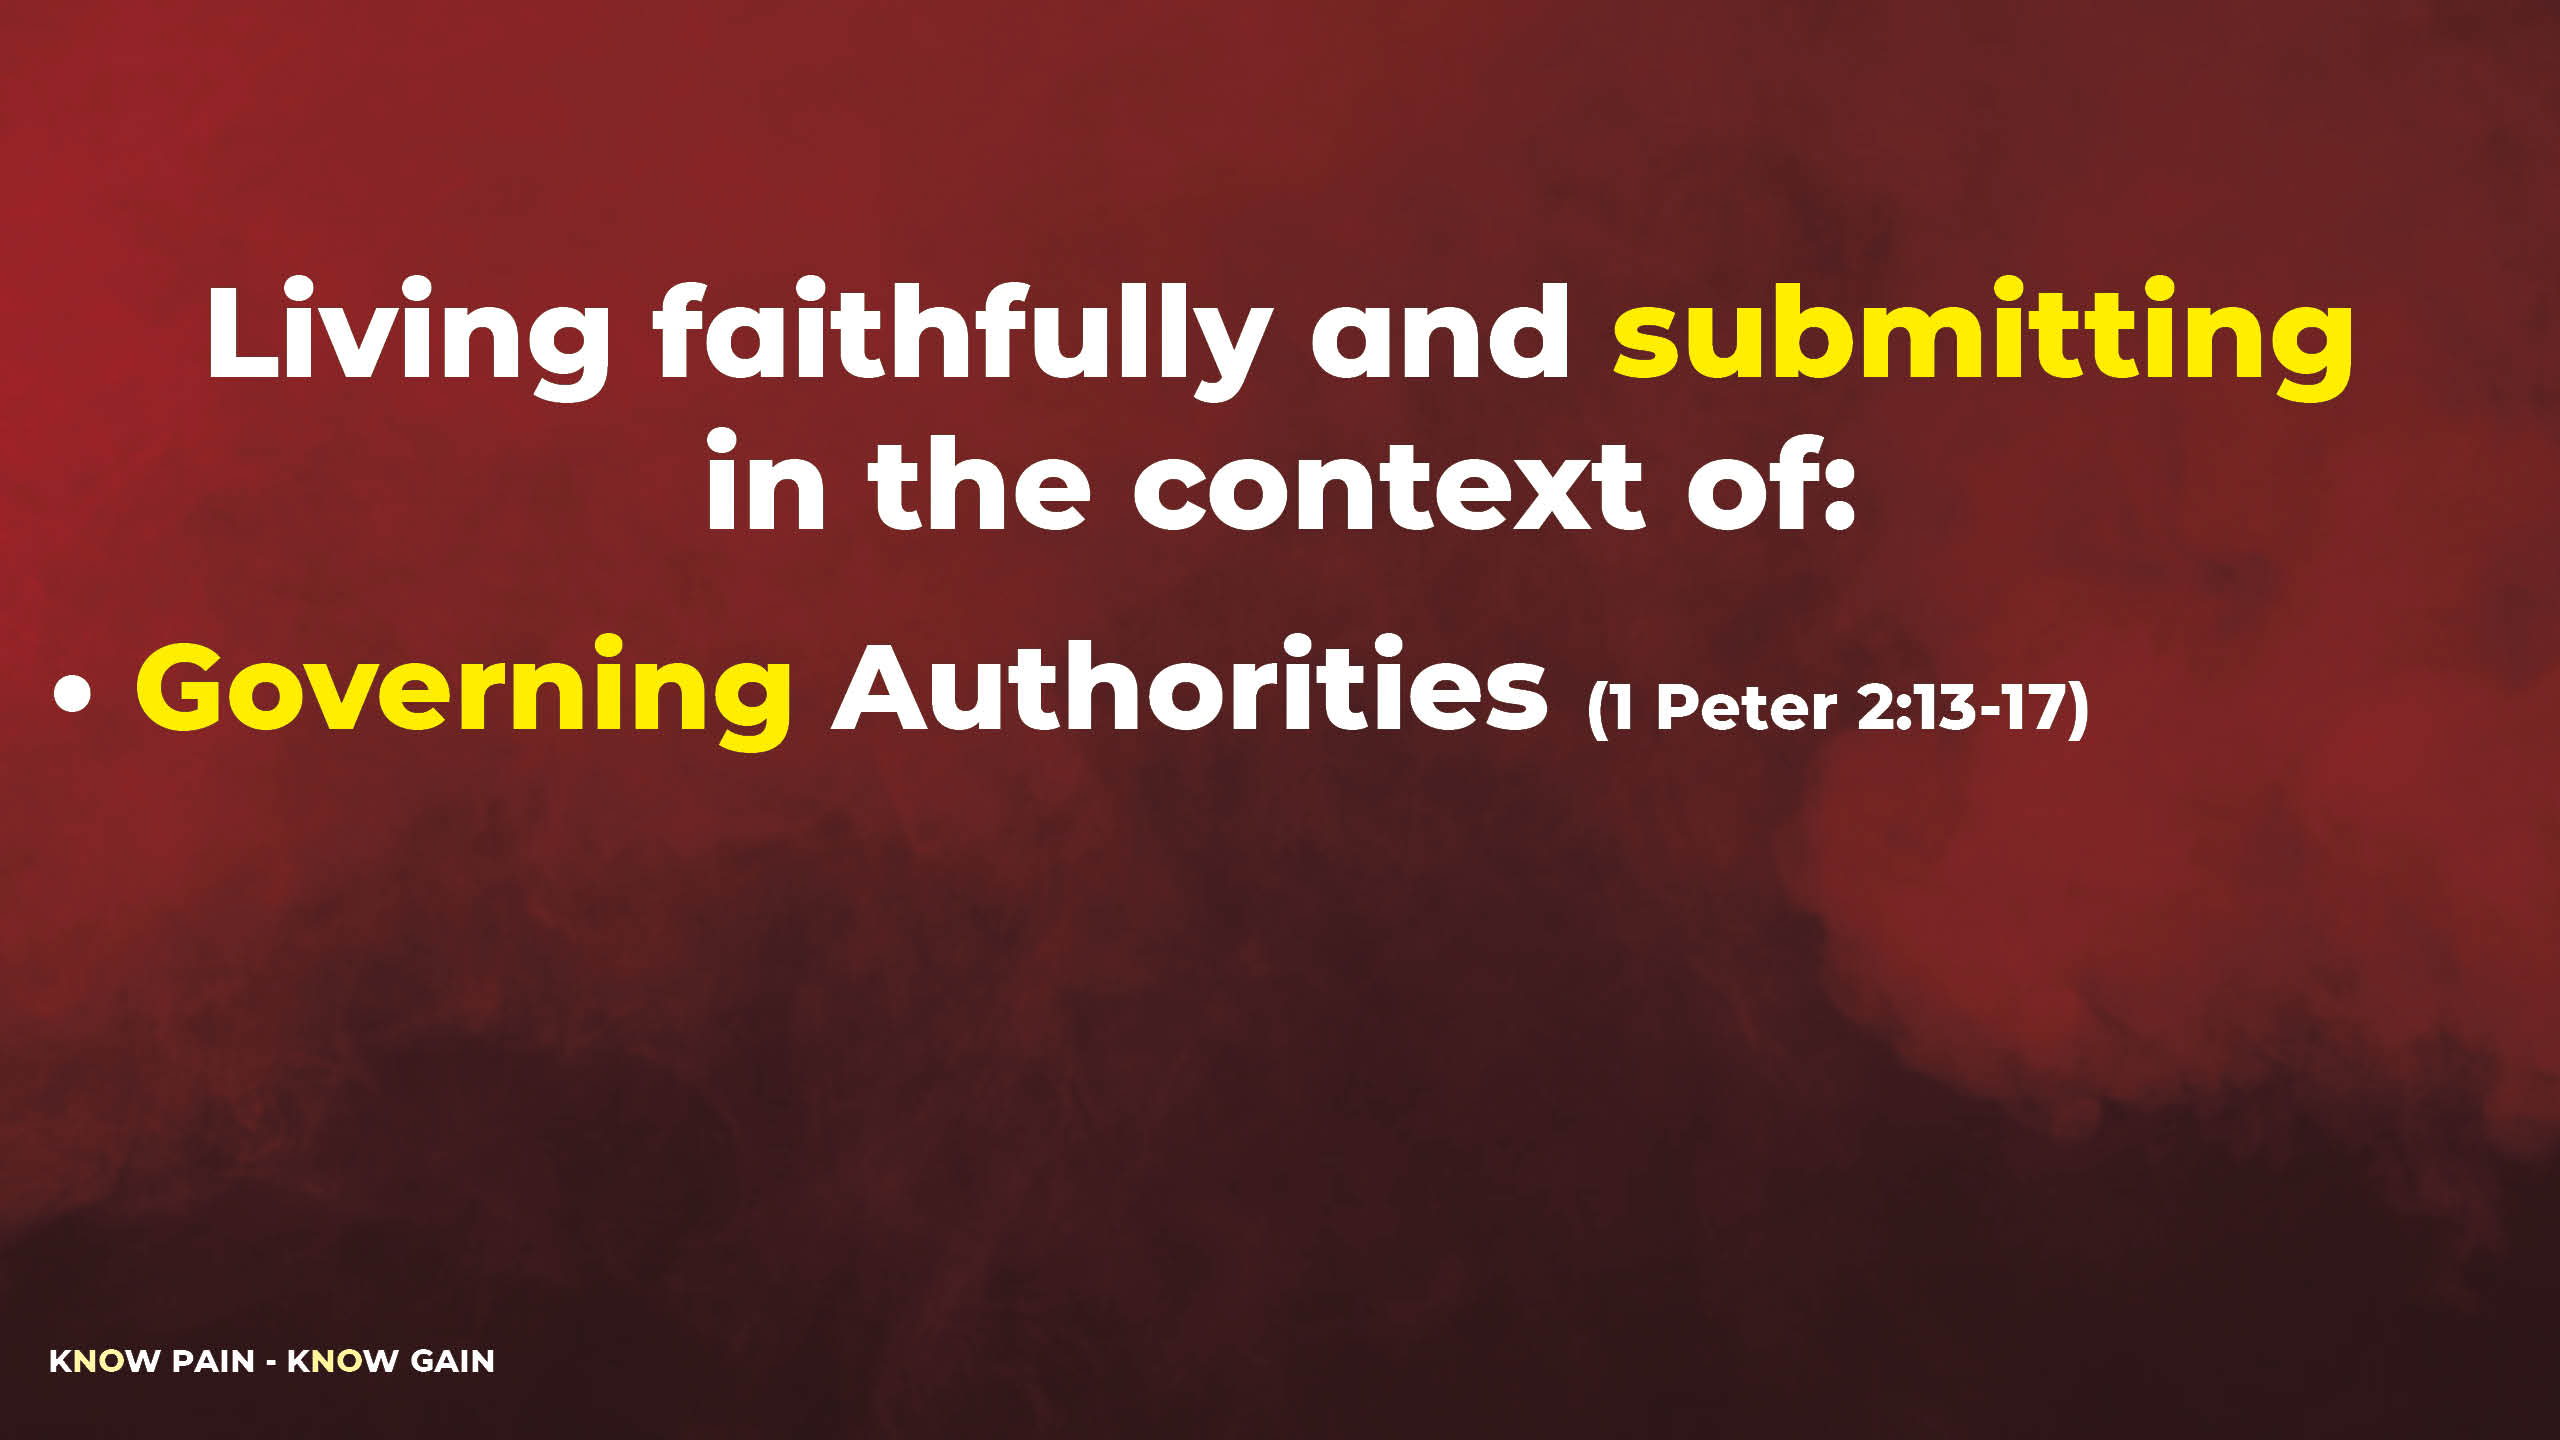 Living faithfully and submitting
in the context of:
• Governing Authorities (1 Peter 2:13-17)
KNOW PAIN - KNOW GAIN